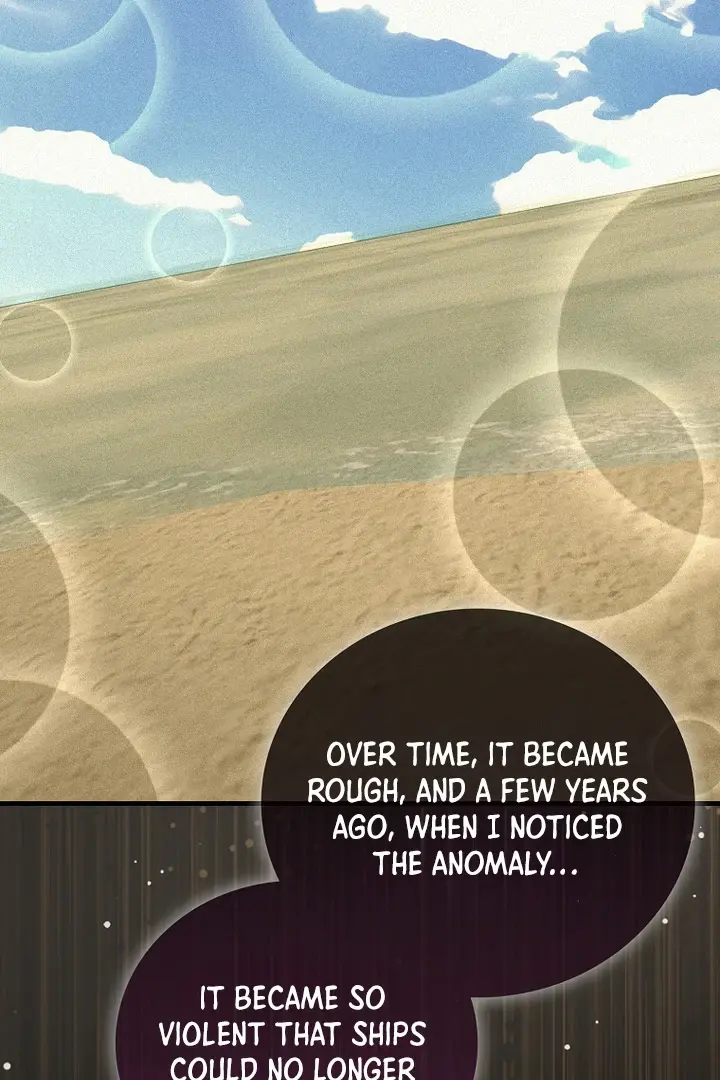 OVER TIME, IT BECAME
ROUGH, AND A FEW YEARS
AGO, WHEN I NOTICED
THE ANOMALY...
IT BECAME SO
VIOLENT THAT SHIPS
COULD NO LONGER